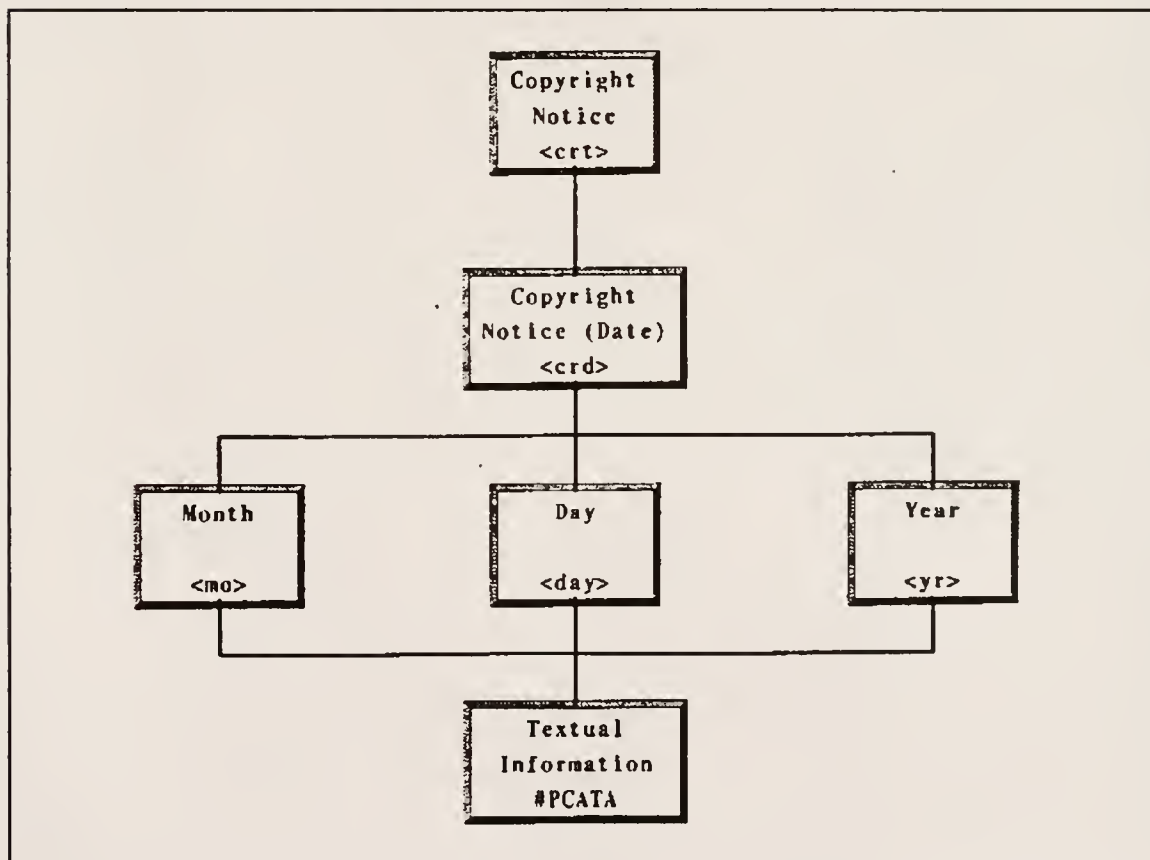 Copyright
Notice
<crt>
Copyright
Notice (Date)
<crd>
Month
<mo>
Day
<day>
Year
<yr>
Textual
Information
#PCATA